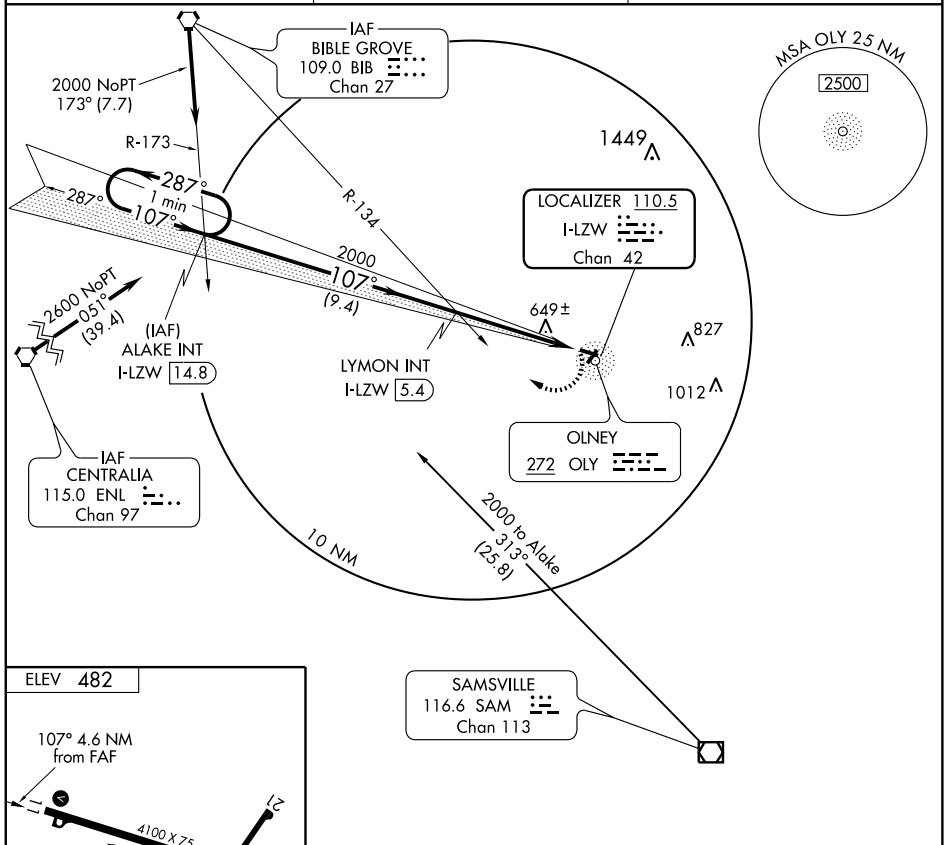 IAF
BIBLE GROVE
109.0 BIB
Chan 27
MSA OLY 25 NM
2500
2000 NoPT
173° (7.7)
R-173
1449
287°
1 min
287°
107°
R-134
LOCALIZER 110.5
I-LZW
Chan 42
2000
107°
(9.4)
2600 NoPT
051°
(39.4)
649±
827
(IAF)
ALAKE INT
I-LZW 14.8
LYMON INT
I-LZW 5.4
1012
OLNEY
272 OLY
IAF
CENTRALIA
115.0 ENL
Chan 97
2000 to Alake
313°
(25.8)
10 NM
ELEV 482
SAMSVILLE
116.6 SAM
Chan 113
107° 4.6 NM
from FAF
V
21
4100 X 75